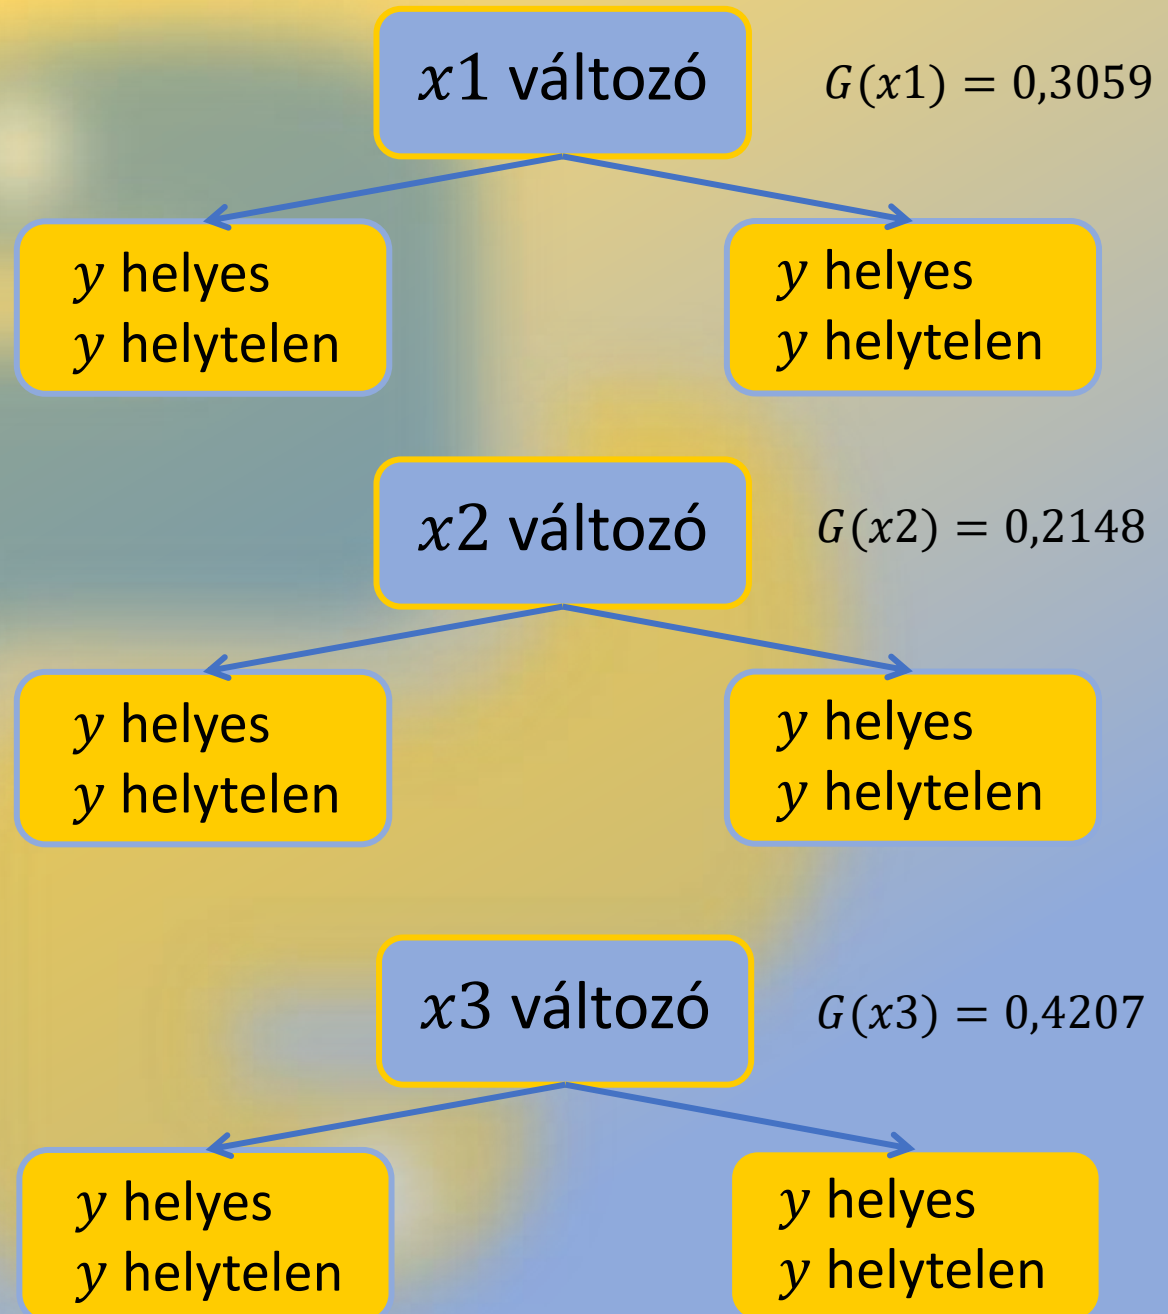 x1 változó
G(x1) = 0,3059
y helyes
y helytelen
y helyes
y helytelen
x2 változó
G(x2) = 0,2148
y helyes
y helytelen
y helyes
y helytelen
x3 változó
G(x3) = 0,4207
y helyes
y helytelen
y helyes
y helytelen